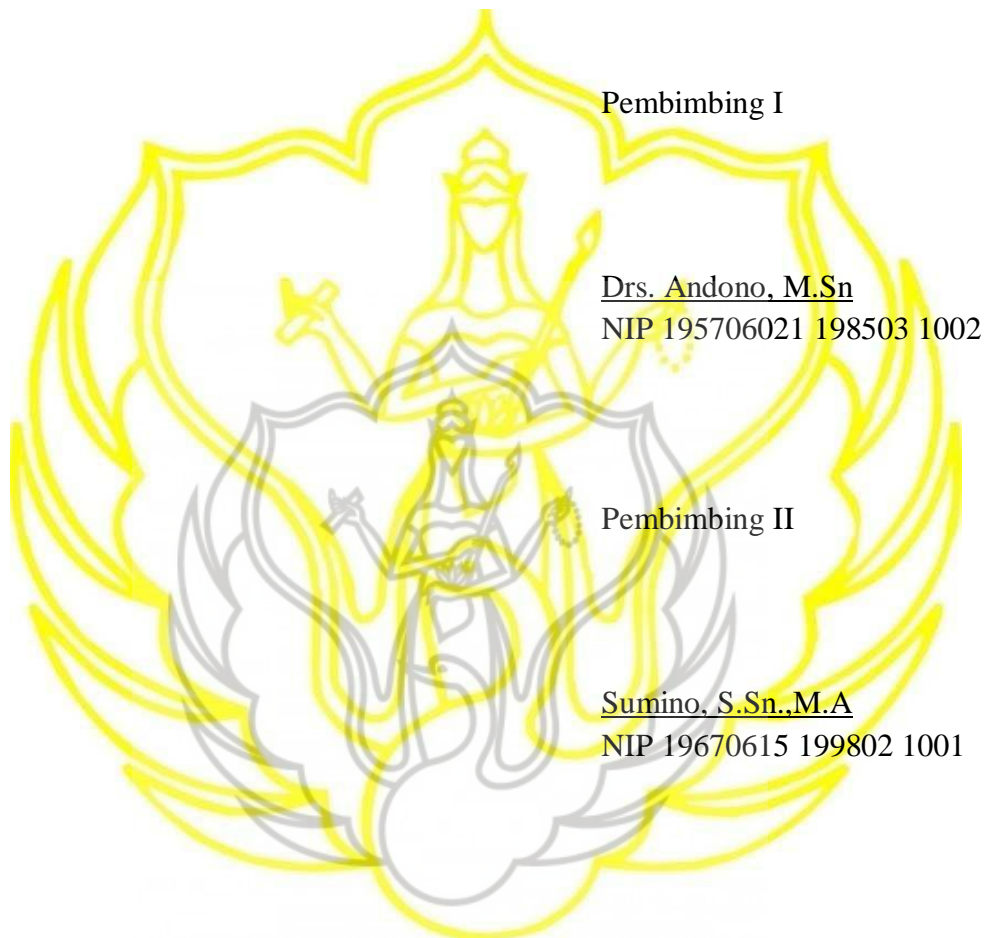 Pembimbing I
Drs. Andono, M.Sn
NIP 195706021 198503 1002
Pembimbing II
Sumino, S.Sn.,M.A
NIP 19670615 199802 1001